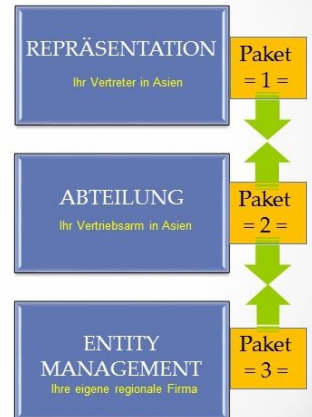 REPRÄSENTATION
Ihr Vertreter in Asien
Paket
= 1 =
ABTEILUNG
Ihr Vertriebsarm in Asien
Paket
= 2 =
ENTITY
MANAGEMENT
Ihre eigene regionale Firma
Paket
= 3 =